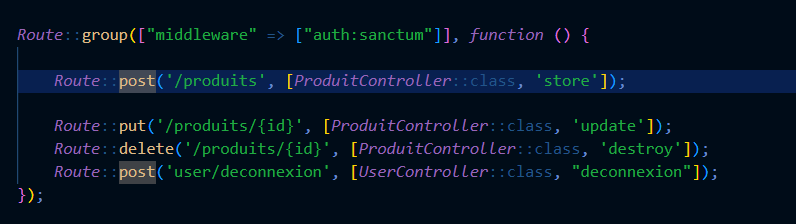 Route::group(["middleware" => ["auth:sanctum"]], function () {
Route::post('/produits', [ProduitController::class, 'store']);
Route::put('/produits/{id}', [ProduitController::class, 'update']);
Route::delete('/produits/{id}', [ProduitController::class, 'destroy']);
Route::post('user/deconnexion', [UserController::class, "deconnexion"]);
});